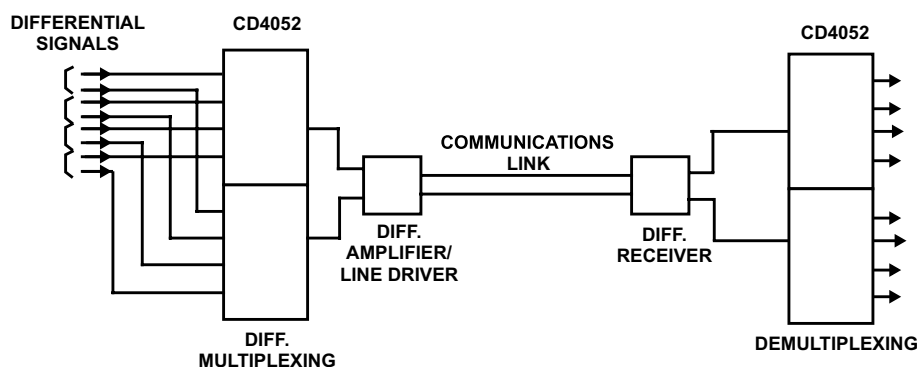 DIFFERENTIAL
SIGNALS
CD4052
CD4052
COMMUNICATIONS
LINK
DIFF.
AMPLIFIER/
LINE DRIVER
DIFF.
RECEIVER
DIFF.
MULTIPLEXING
DEMULTIPLEXING